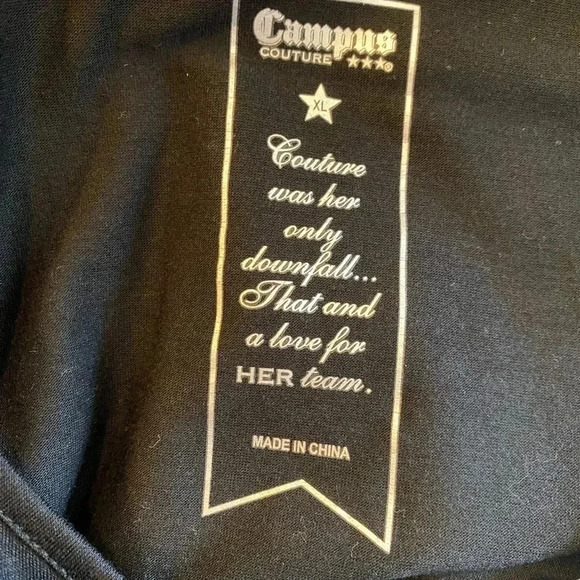 Campus
COUTURE ★★★®
XL
Couture
was her
only
downfall...
That and
a love for
HER team.
MADE IN CHINA